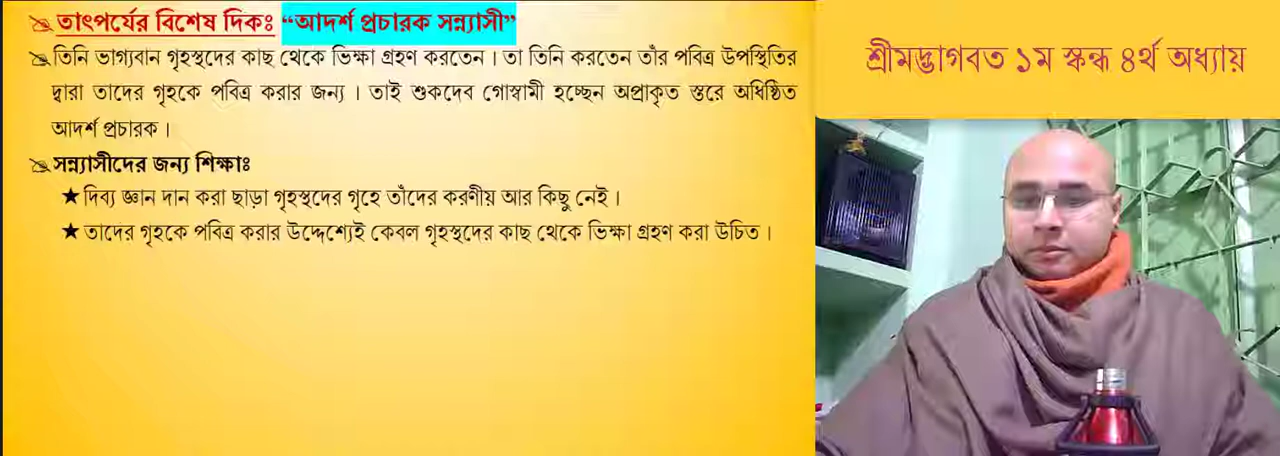 তাৎপর্যের বিশেষ দিকঃ “আদর্শ প্রচারক সন্ন্যাসী”
তিনি ভাগ্যবান গৃহস্থদের কাছ থেকে ভিক্ষা গ্রহণ করতেন। তা তিনি করতেন তাঁর পবিত্র উপস্থিতির
দ্বারা তাদের গৃহকে পবিত্র করার জন্য। তাই শুকদেব গোস্বামী হচ্ছেন অপ্রাকৃত স্তরে অধিষ্ঠিত
আদর্শ প্রচারক।
সন্ন্যাসীদের জন্য শিক্ষাঃ
★ দিব্য জ্ঞান দান করা ছাড়া গৃহস্থদের গৃহে তাঁদের করণীয় আর কিছু নেই।
★ তাদের গৃহকে পবিত্র করার উদ্দেশ্যেই কেবল গৃহস্থদের কাছ থেকে ভিক্ষা গ্রহণ করা উচিত।
শ্রীমদ্ভাগবত ১ম স্কন্ধ ৪র্থ অধ্যায়